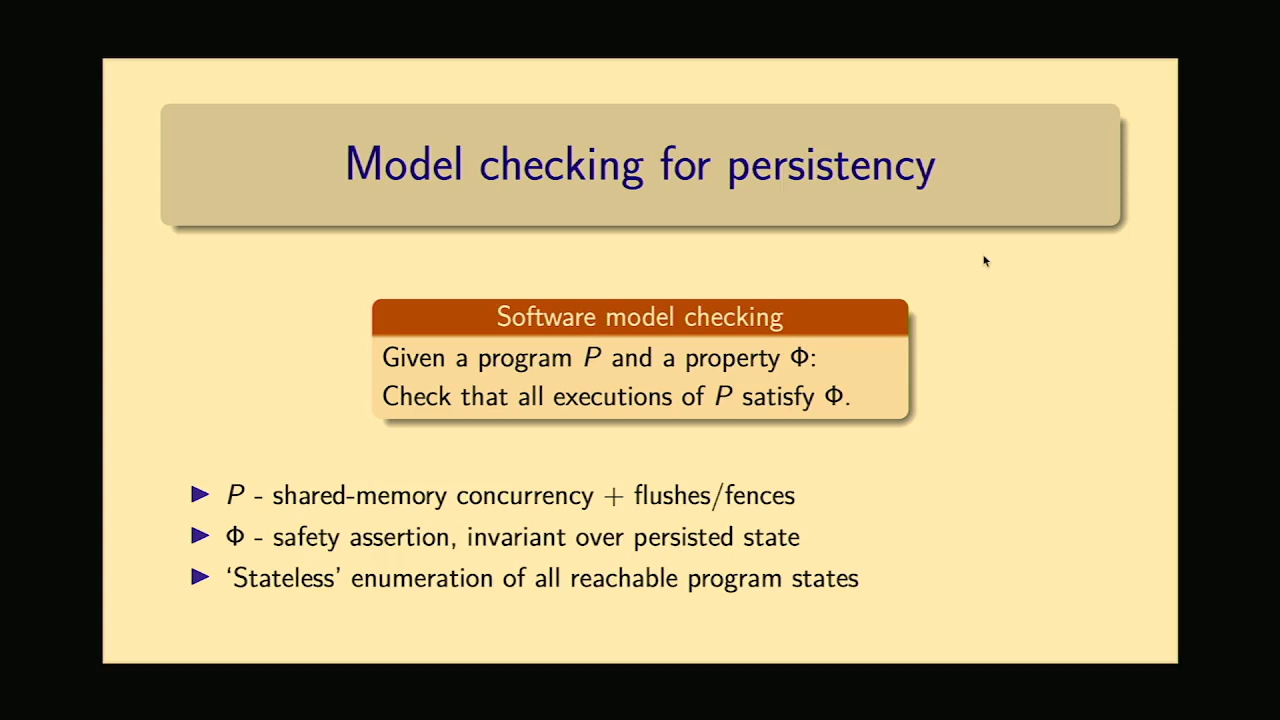 Model checking for persistency
Software model checking
Given a program P and a property Φ:
Check that all executions of P satisfy Φ.
▶ P - shared-memory concurrency + flushes/fences
▶ Φ - safety assertion, invariant over persisted state
▶ ‘Stateless’ enumeration of all reachable program states